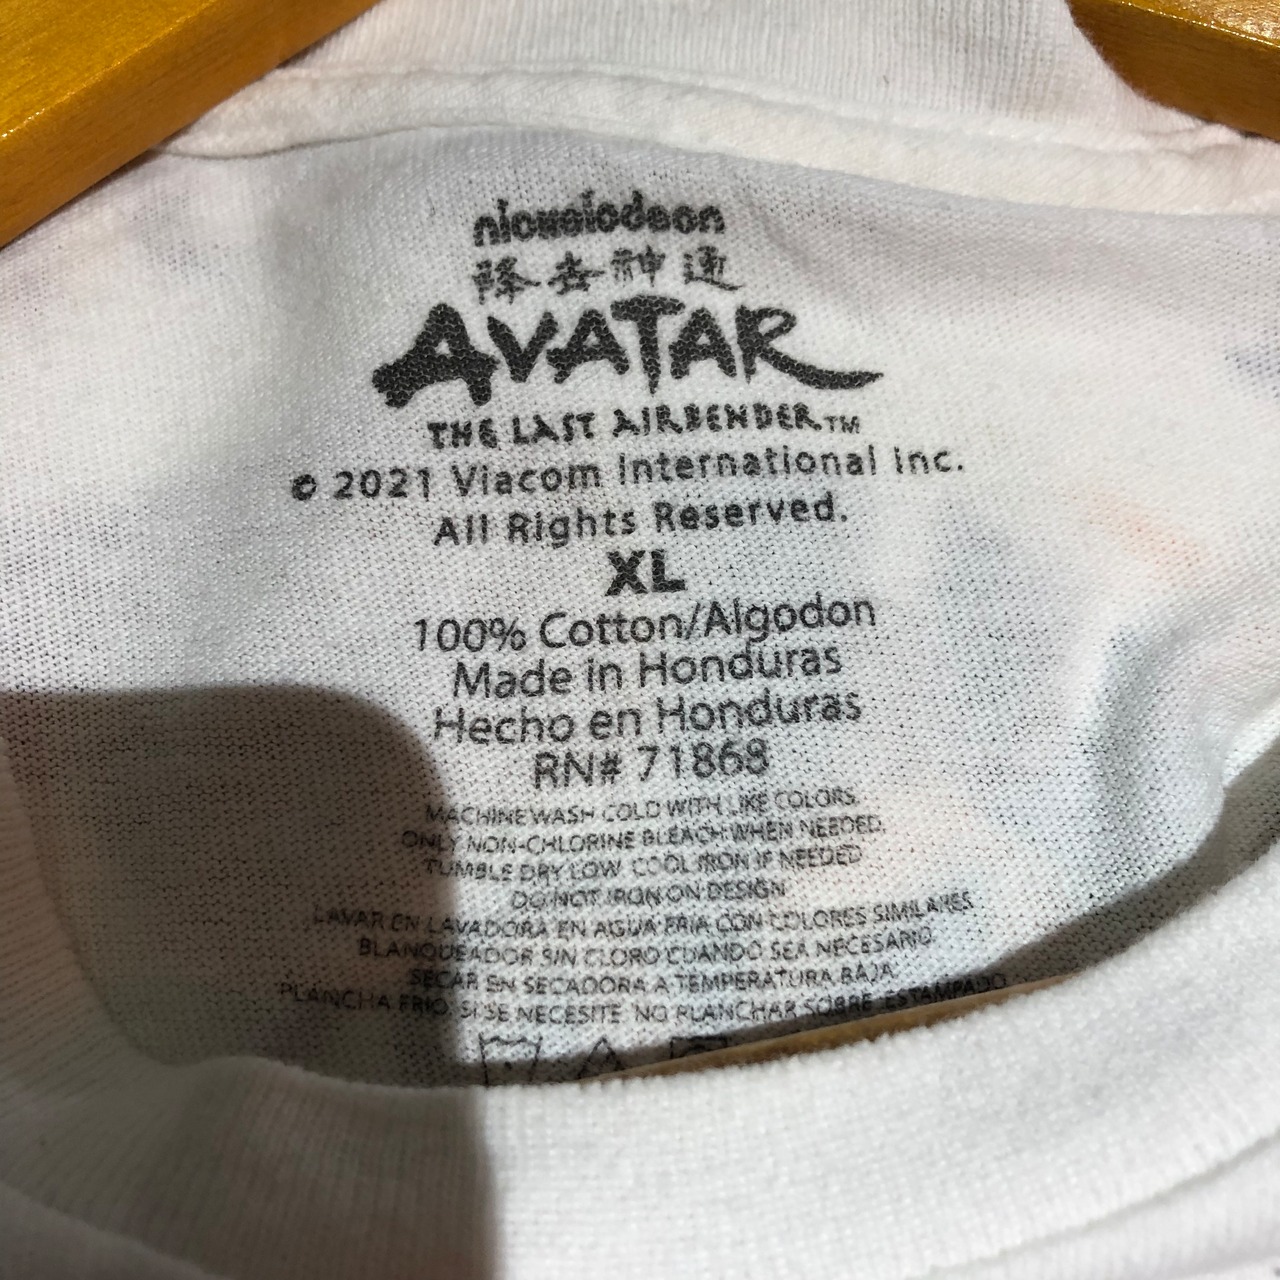 nickelodeon
降去神通
AVATAR
THE LAST AIRBENDER™
© 2021 Viacom International Inc.
All Rights Reserved.
XL
100% Cotton/Algodon
Made in Honduras
Hecho en Honduras
RN# 71868
MACHINE WASH COLD WITH LIKE COLORS.
ONLY NON-CHLORINE BLEACH WHEN NEEDED.
TUMBLE DRY LOW COOL IRON IF NEEDED
DO NOT IRON ON DESIGN
LAVAR EN LAVADORA EN AGUA FRIA CON COLORES SIMILARES
BLANQUEADOR SIN CLORO CUANDO SEA NECESARIO
SECAR EN SECADORA A TEMPERATURA BAJA
PLANCHA FRIO, SI SE NECESITE NO PLANCHAR SOBRE ESTAMPADO